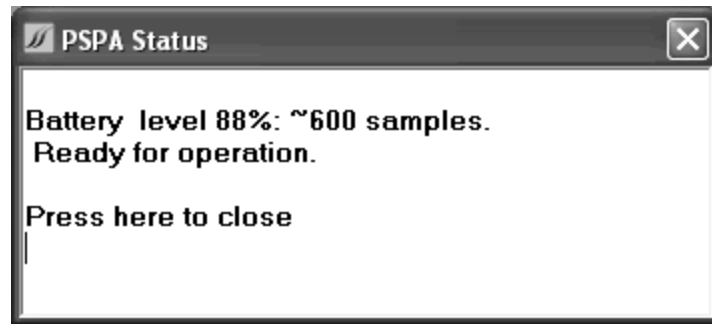 PSPA Status
Battery level 88%: ~600 samples.
Ready for operation.
Press here to close